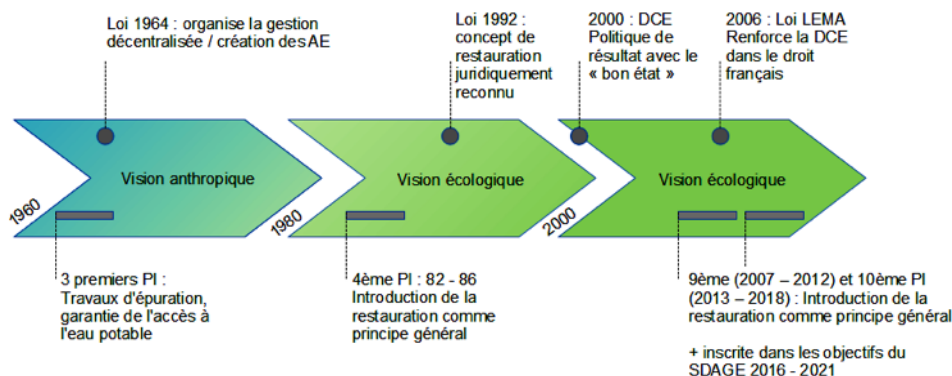 Loi 1964 : organise la gestion
décentralisée / création des AE
Loi 1992 :
concept de
restauration
juridiquement
reconnu
2000 : DCE
Politique de
résultat avec le
« bon état »
2006 : Loi LEMA
Renforce la DCE
dans le droit
français
Vision anthropique
Vision écologique
Vision écologique
1960
1980
2000
3 premiers PI :
Travaux d'épuration,
garantie de l'accès à
l'eau potable
4ème PI : 82 - 86
Introduction de la
restauration comme
principe général
9ème (2007 – 2012) et 10ème PI
(2013 – 2018) : Introduction de la
restauration comme principe général
+ inscrite dans les objectifs du
SDAGE 2016 - 2021